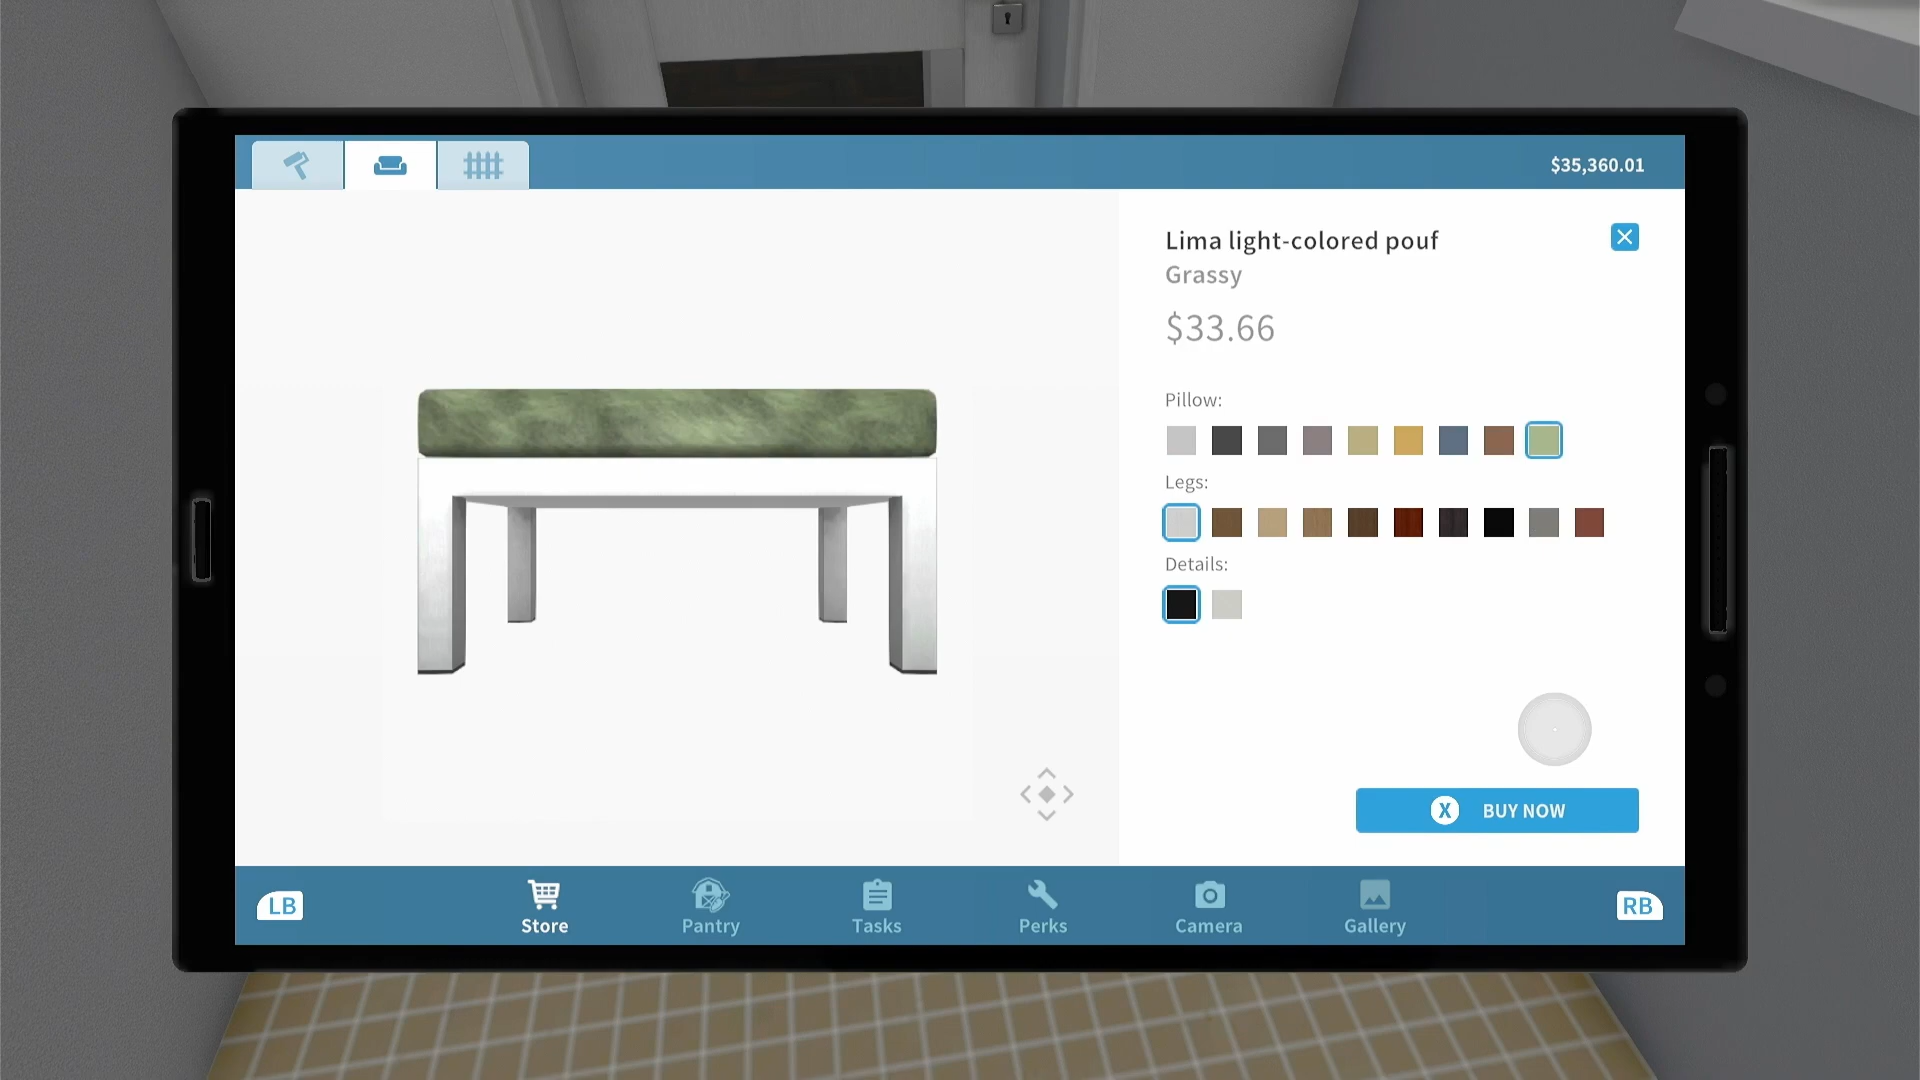 $35,360.01
Lima light-colored pouf
Grassy
$33.66
Pillow:
Legs:
Details:
X BUY NOW
LB
Store
Pantry
Tasks
Perks
Camera
Gallery
RB